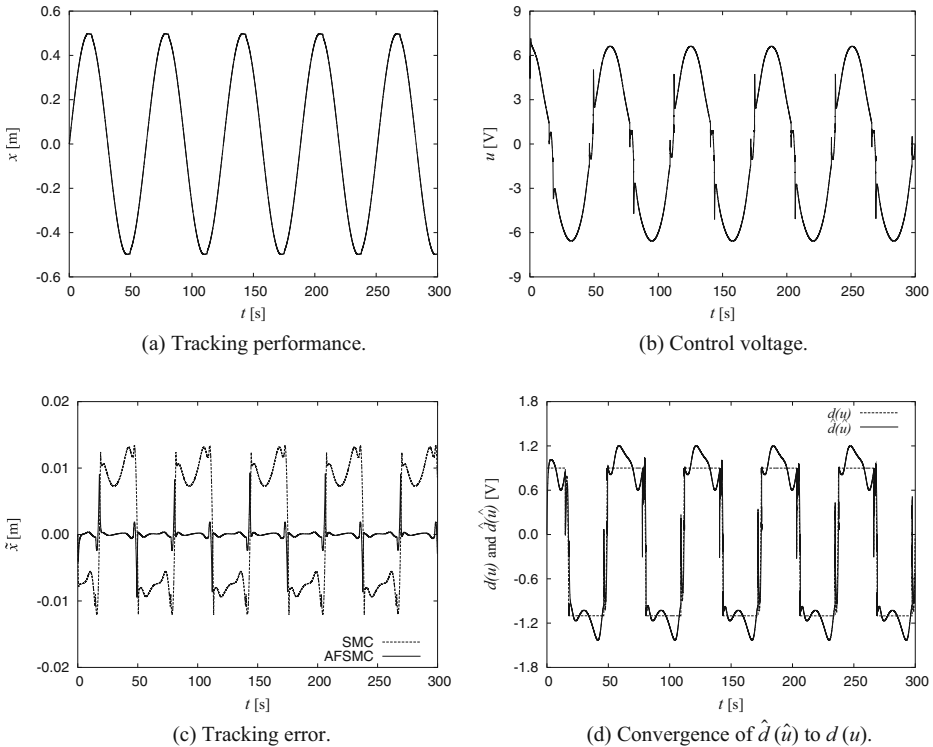 0.6
0.4
0.2
0.0
-0.2
-0.4
-0.6
x [m]
0 50 100 150 200 250 300
t [s]
(a) Tracking performance.
9
6
3
0
-3
-6
-9
u [V]
0 50 100 150 200 250 300
t [s]
(b) Control voltage.
0.02
0.01
0.00
-0.01
-0.02
x̃ [m]
SMC
AFSMC
0 50 100 150 200 250 300
t [s]
(c) Tracking error.
1.8
1.2
0.6
0.0
-0.6
-1.2
-1.8
d(u) and d̂(û) [V]
d(u)
d̂(û)
0 50 100 150 200 250 300
t [s]
(d) Convergence of d̂ (û) to d (u).